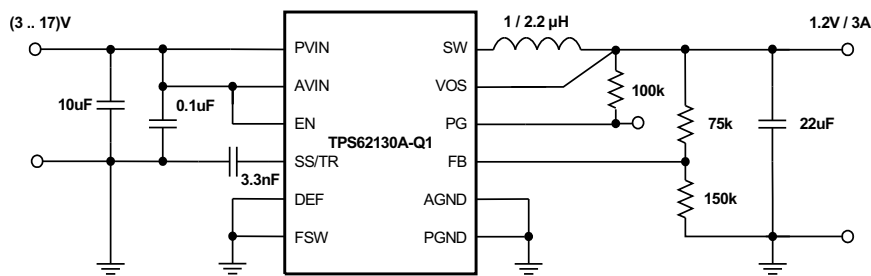 (3 .. 17)V
1 / 2.2 µH
1.2V / 3A
PVIN
SW
AVIN
VOS
10uF
0.1uF
100k
EN
PG
75k
22uF
TPS62130A-Q1
SS/TR
FB
3.3nF
150k
DEF
AGND
FSW
PGND